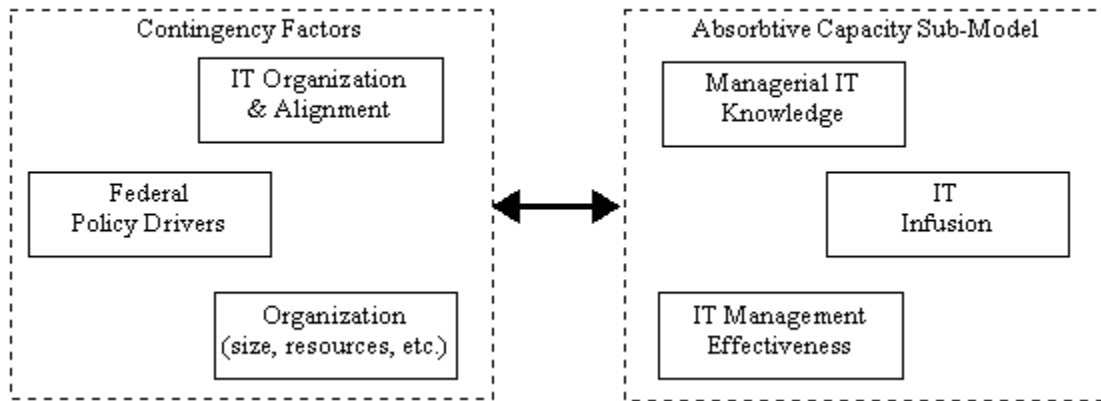 Contingency Factors
IT Organization
& Alignment
Federal
Policy Drivers
Organization
(size, resources, etc.)
Absorbtive Capacity Sub-Model
Managerial IT
Knowledge
IT
Infusion
IT Management
Effectiveness